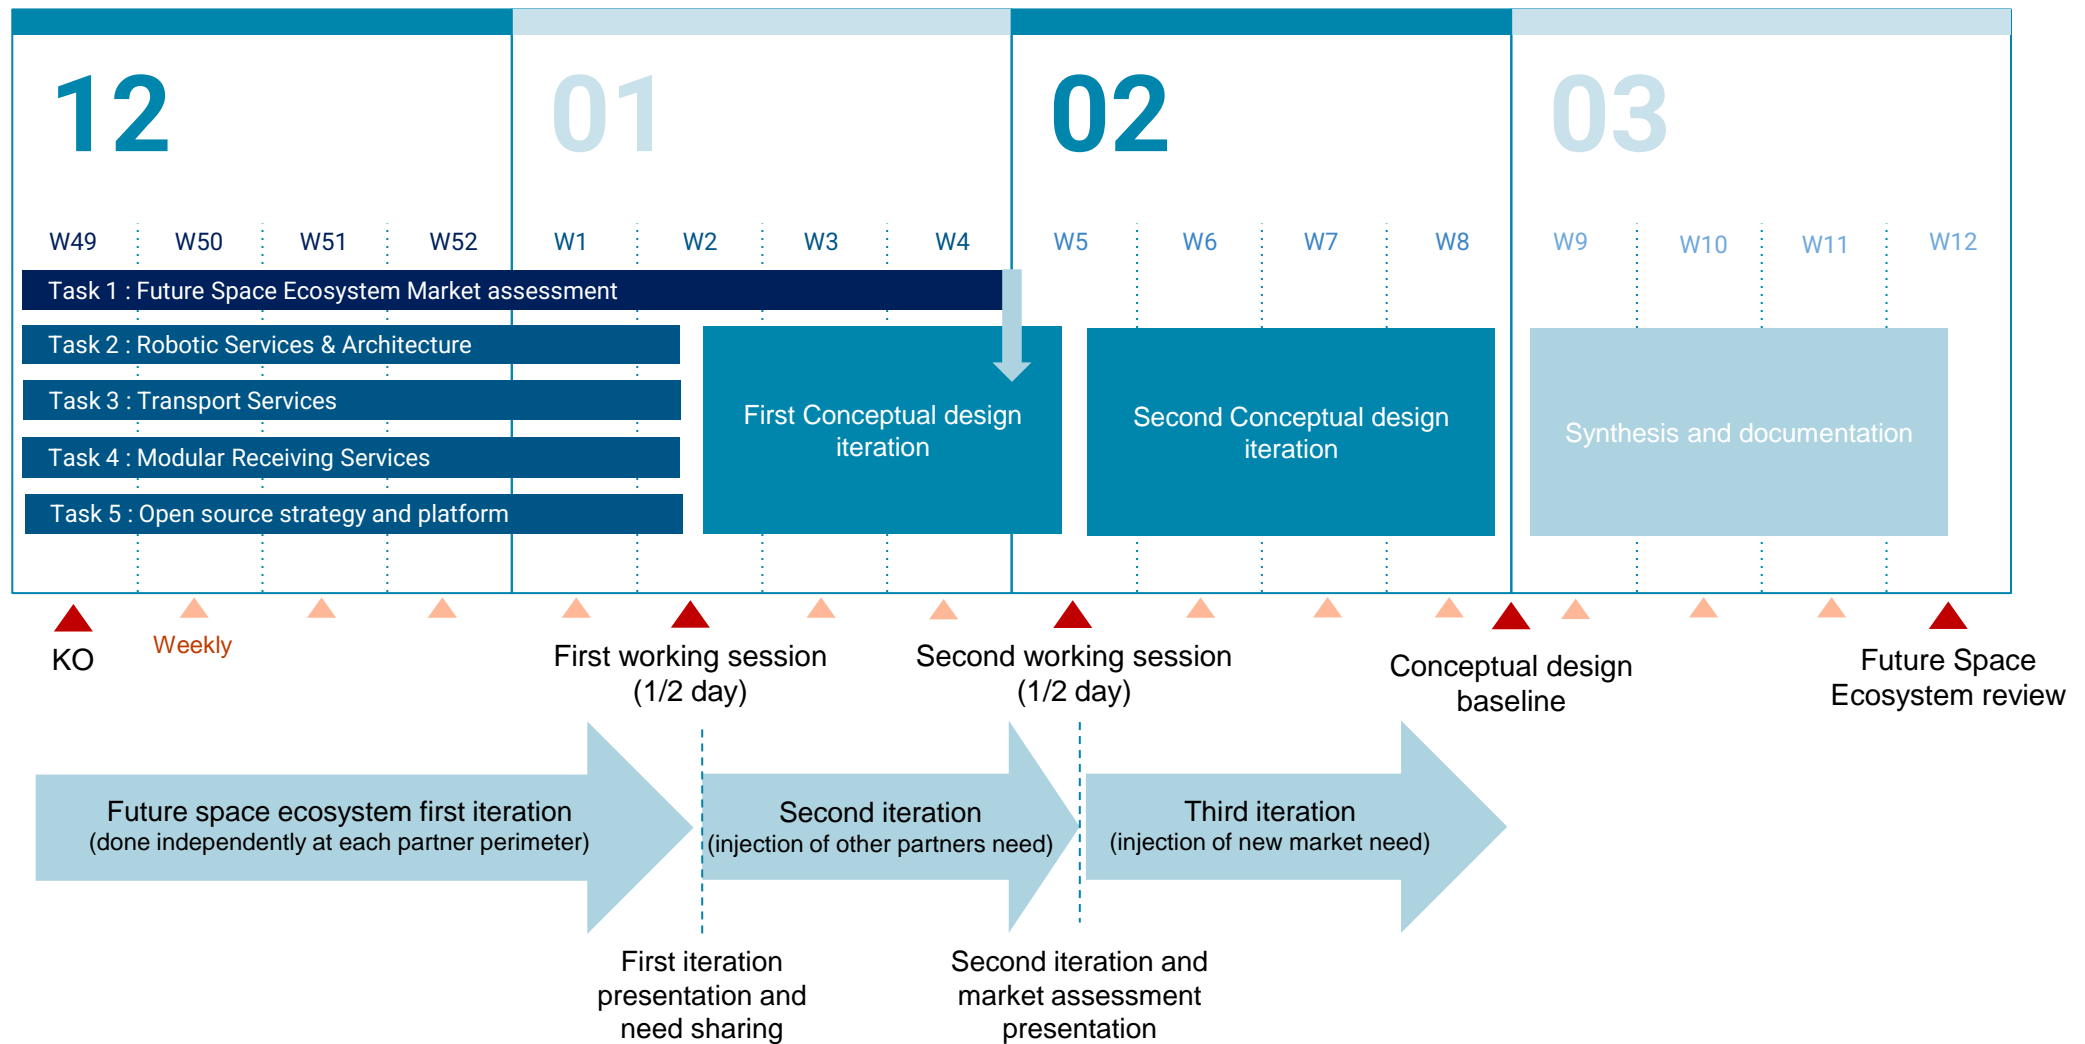 12
01
02
03
W49
W50
W51
W52
W1
W2
W3
W4
W5
W6
W7
W8
W9
W10
W11
W12
Task 1 : Future Space Ecosystem Market assessment
Task 2 : Robotic Services & Architecture
Task 3 : Transport Services
Task 4 : Modular Receiving Services
Task 5 : Open source strategy and platform
First Conceptual design
iteration
Second Conceptual design
iteration
Synthesis and documentation
KO
Weekly
First working session
(1/2 day)
Second working session
(1/2 day)
Conceptual design
baseline
Future Space
Ecosystem review
Future space ecosystem first iteration
(done independently at each partner perimeter)
Second iteration
(injection of other partners need)
Third iteration
(injection of new market need)
First iteration
presentation and
need sharing
Second iteration and
market assessment
presentation